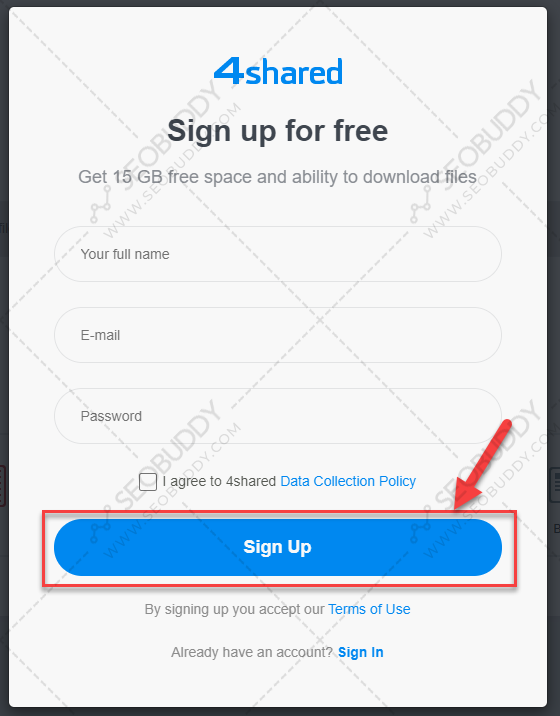 4shared
Sign up for free
Get 15 GB free space and ability to download files
Your full name
E-mail
Password
I agree to 4shared Data Collection Policy
Sign Up
By signing up you accept our Terms of Use
Already have an account? Sign In
SEOBUDDY
WWW.SEOBUDDY.COM
SEOBUDDY
WWW.SEOBUDDY.COM
SEOBUDDY
WWW.SEOBUDDY.COM
SEOBUDDY
WWW.SEOBUDDY.COM